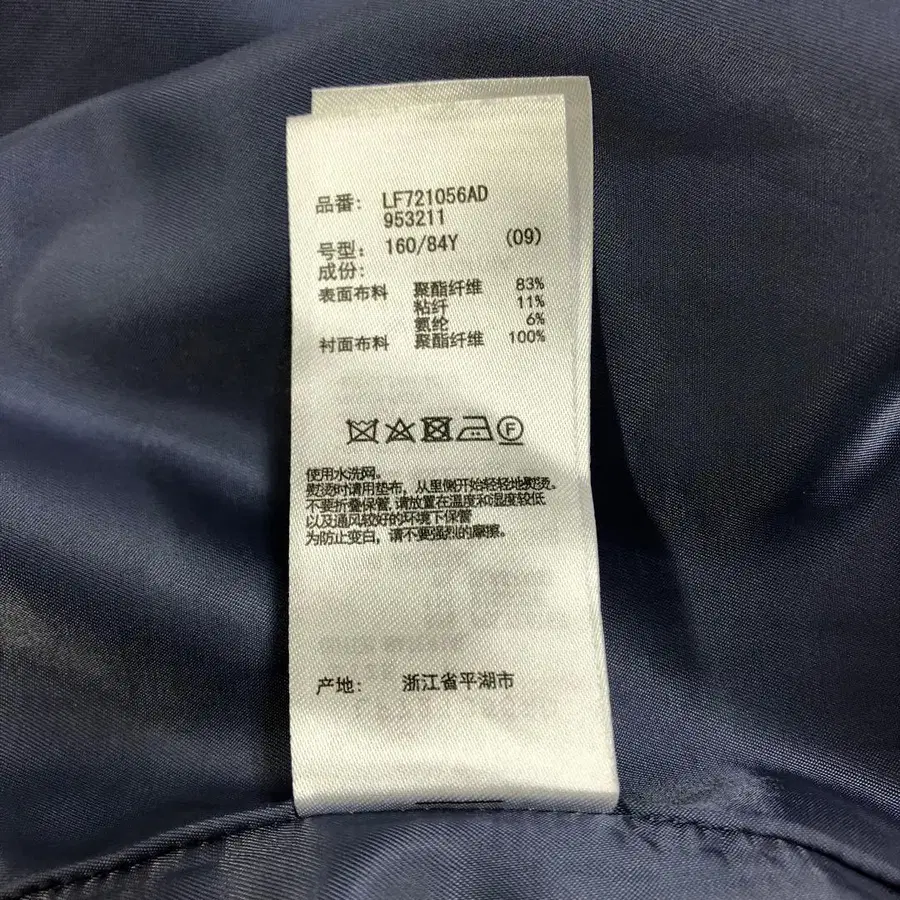 品番: LF721056AD
953211
号型: 160/84Y (09)
成份:
表面布料 聚酯纤维 83%
粘纤 11%
氨纶 6%
衬面布料 聚酯纤维 100%
F
使用水洗网。
熨烫时请用垫布，从里侧开始轻轻地熨烫。
不要折叠保管,请放置在温度和湿度较低
以及通风较好的环境下保管
为防止变白，请不要强烈的摩擦。
产地: 浙江省平湖市